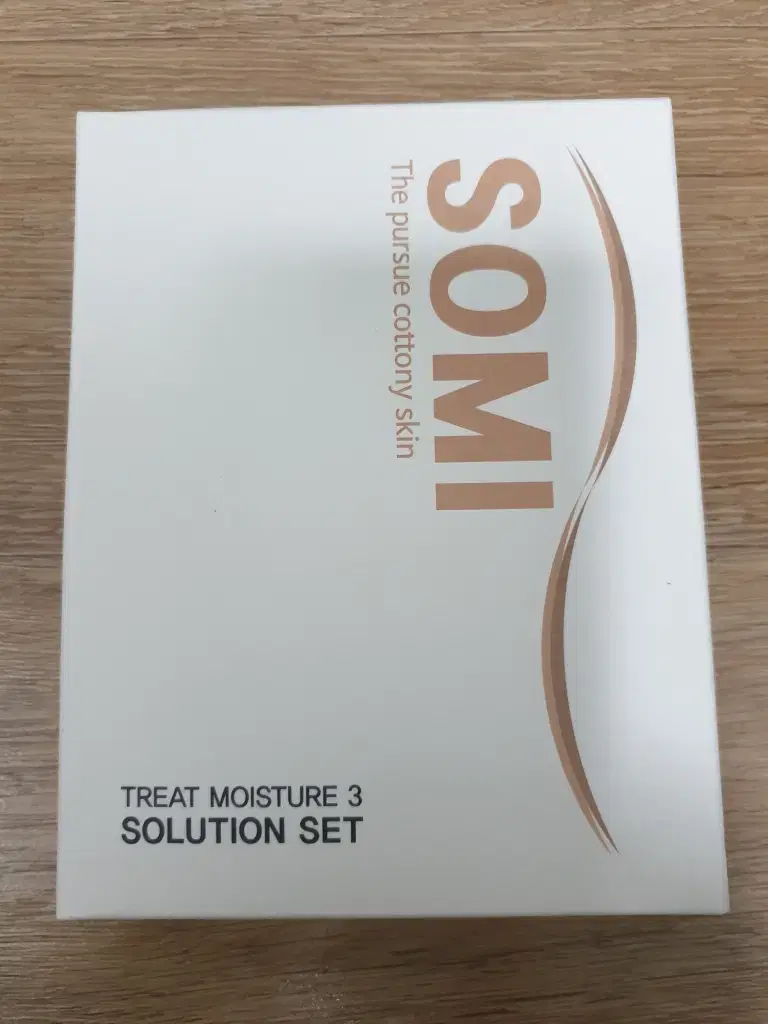 SOMI
The pursue cottony skin
TREAT MOISTURE 3
SOLUTION SET